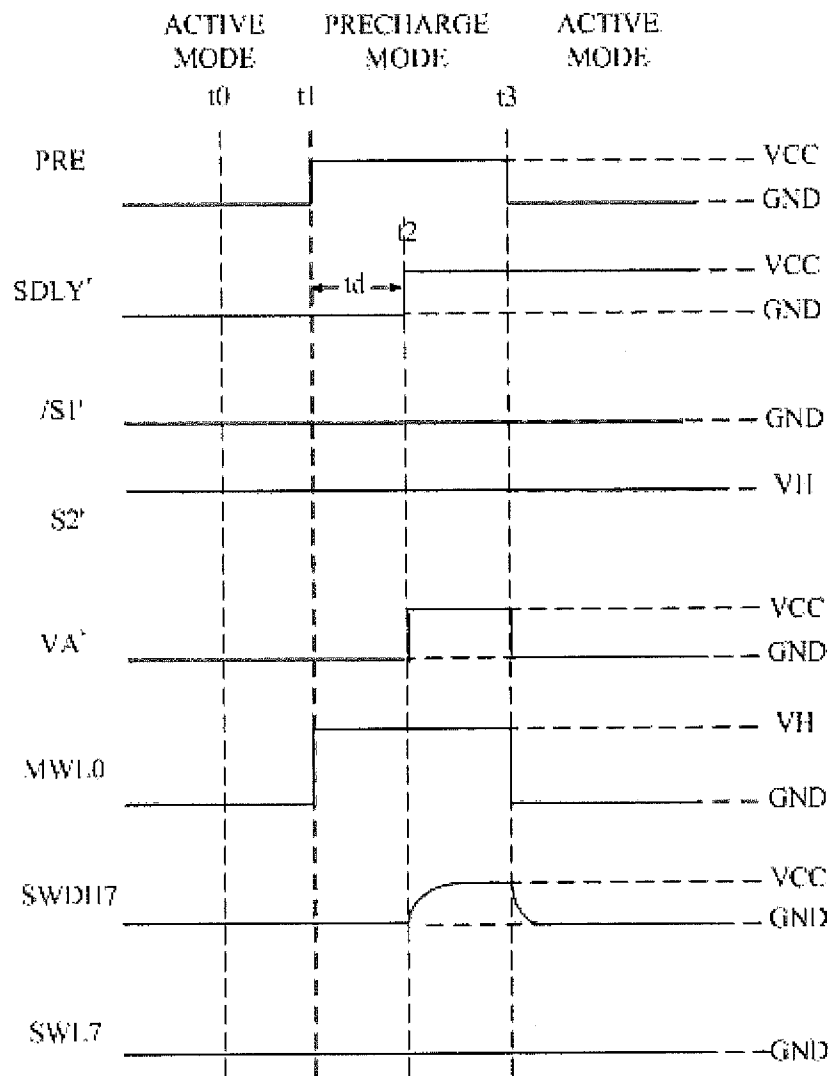 ACTIVE MODE PRECHARGE MODE ACTIVE MODE
t0 t1 t3
PRE VCC
GND
t2
SDLY' VCC
td
GND
/S1' GND
VH
S2'
VA' VCC
GND
MWL0 VH
GND
SWDH7 VCC
GND
SWL7 GND